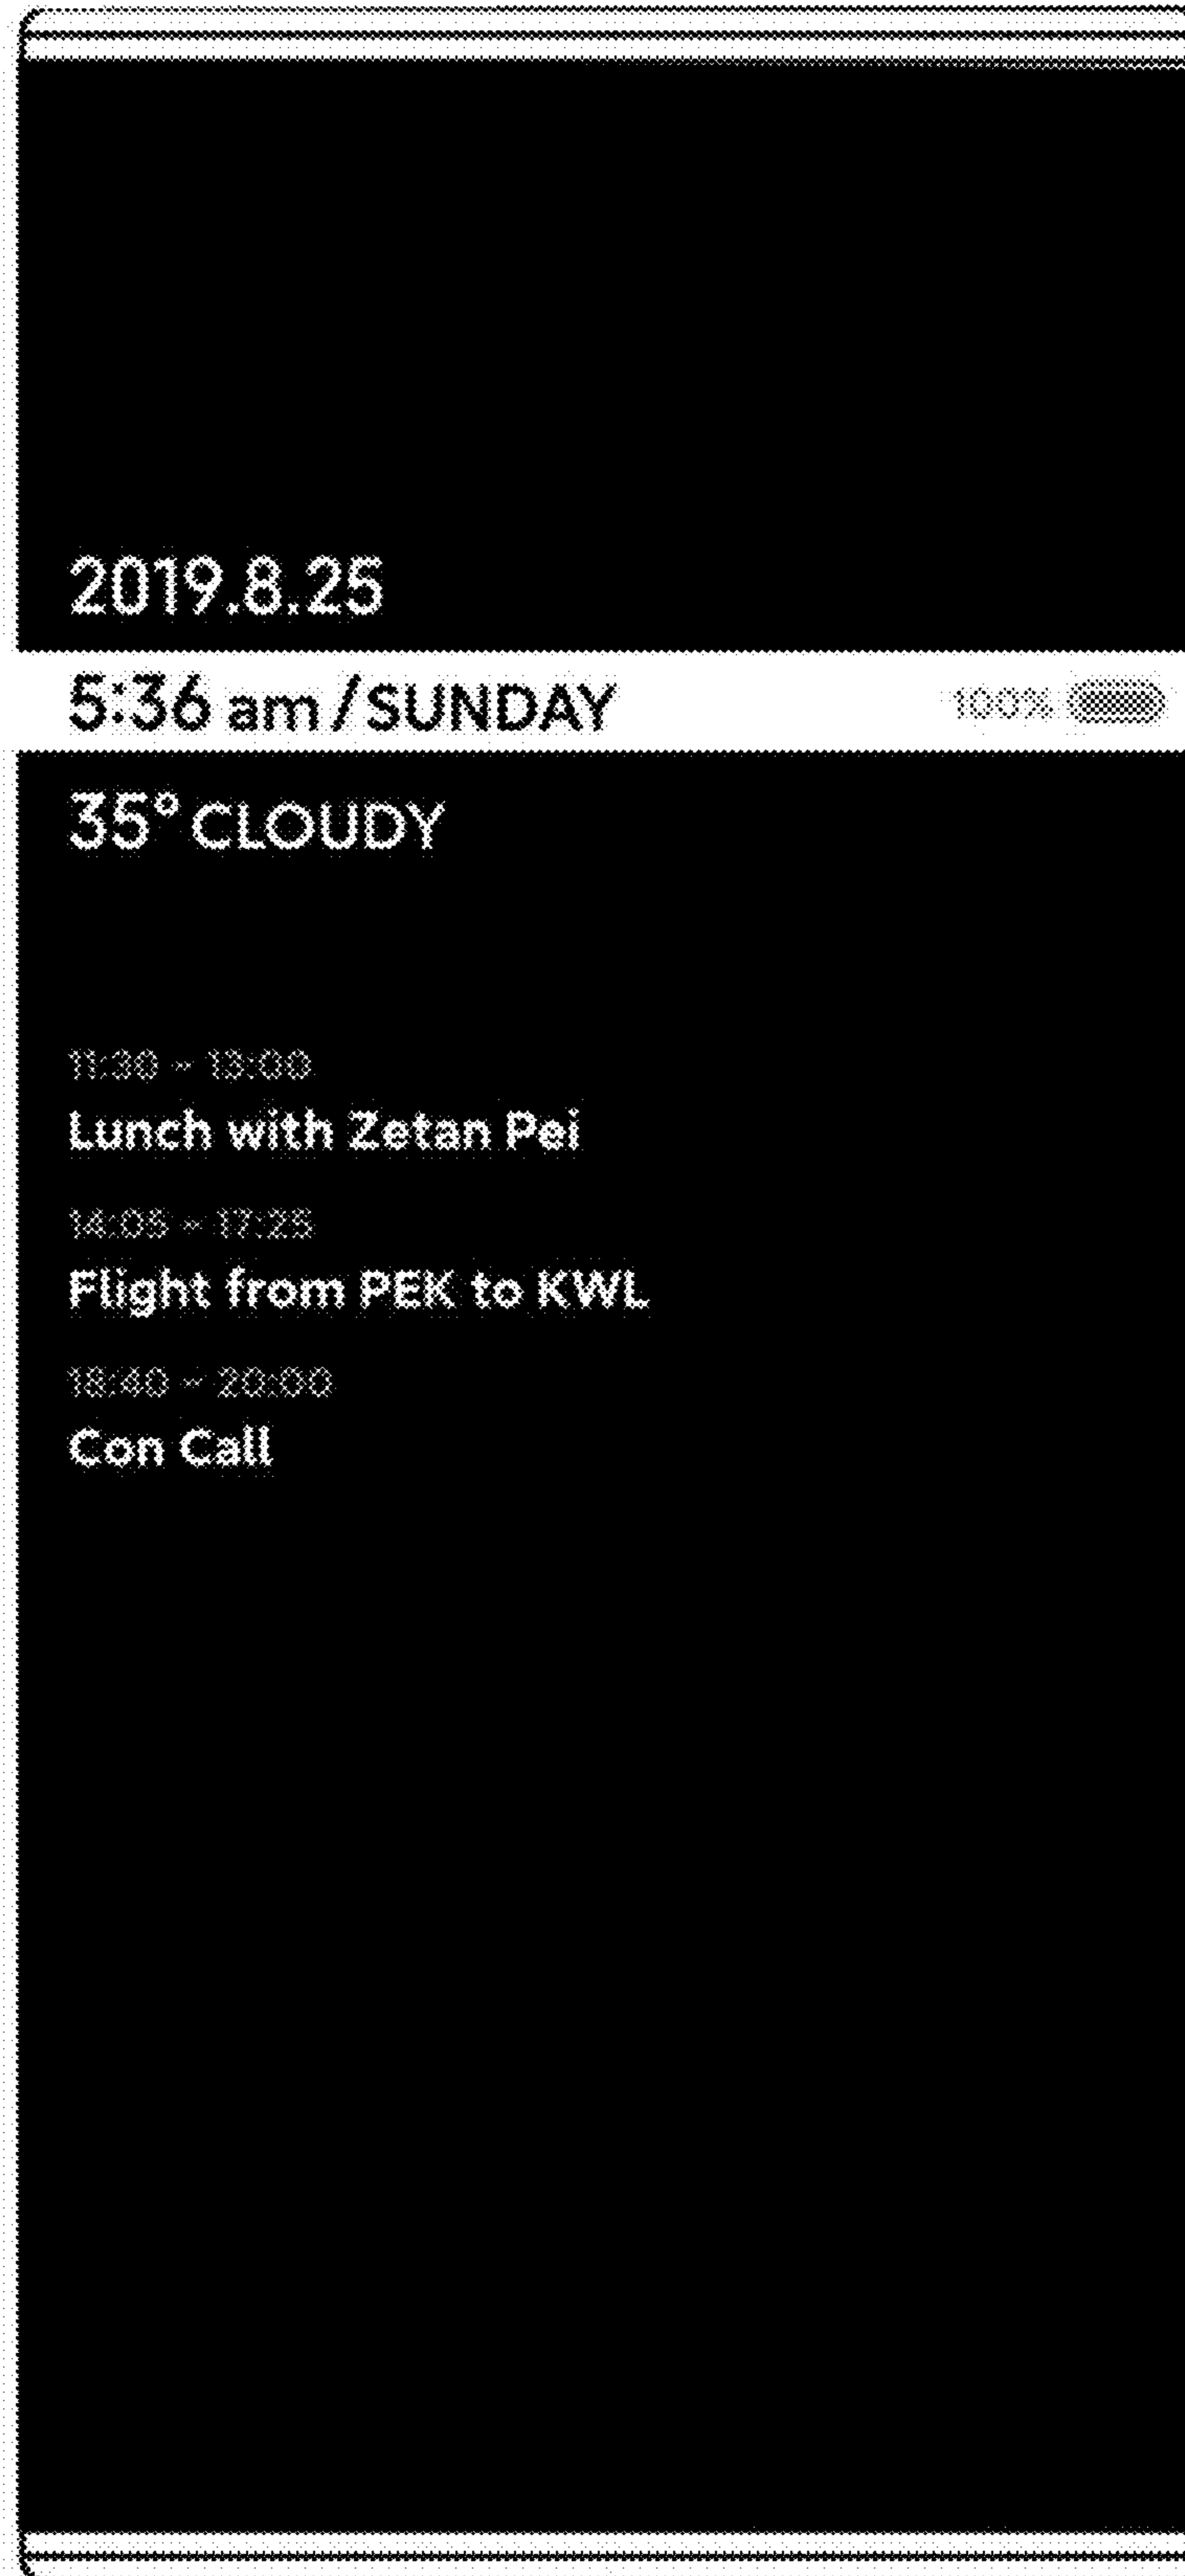 2019.8.25
5:36 am / SUNDAY 100%
35° CLOUDY
11:30 ~ 13:00
Lunch with Zetan Pei
14:05 ~ 17:25
Flight from PEK to KWL
18:40 ~ 20:00
Con Call